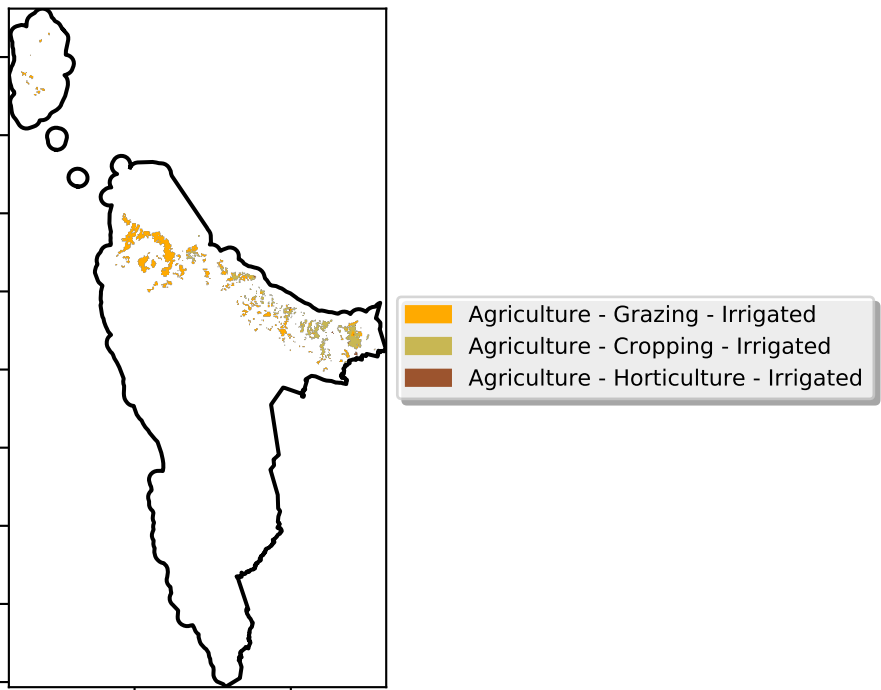 Agriculture - Grazing - Irrigated
Agriculture - Cropping - Irrigated
Agriculture - Horticulture - Irrigated